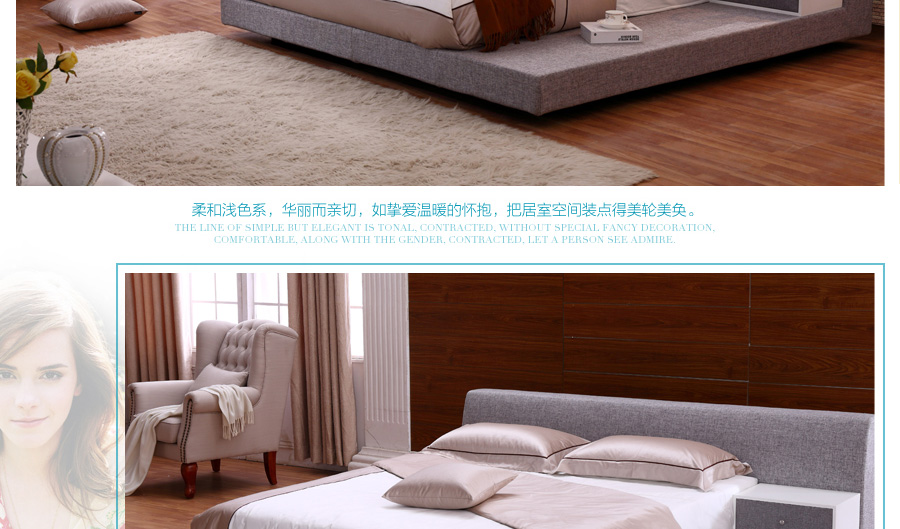 柔和浅色系，华丽而亲切，如挚爱温暖的怀抱，把居室空间装点得美轮美奂。
THE LINE OF SIMPLE BUT ELEGANT IS TONAL, CONTRACTED, WITHOUT SPECIAL FANCY DECORATION,
COMFORTABLE, ALONG WITH THE GENDER, CONTRACTED, LET A PERSON SEE ADMIRE.